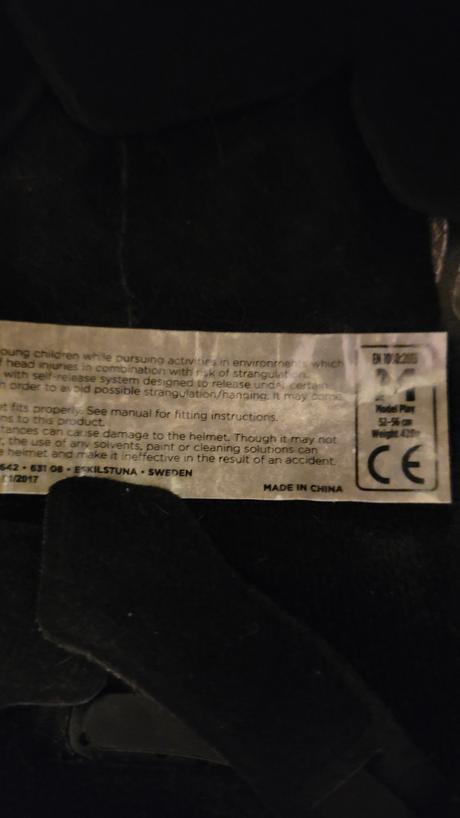 oung children while pursuing activities in environments which
f head injuries in combination with risk of strangulation.
with self-release system designed to release under certain
n order to avoid possible strangulation/hanging. It may come
t fits properly. See manual for fitting instructions.
ns to this product.
tances can cause damage to the helmet. Though it may not
, the use of any solvents, paint or cleaning solutions can
e helmet and make it ineffective in the result of an accident.
642 • 631 08 • ESKILSTUNA • SWEDEN
01/2017
MADE IN CHINA
EN
M
Model Play
52-56 cm
Weight
CE